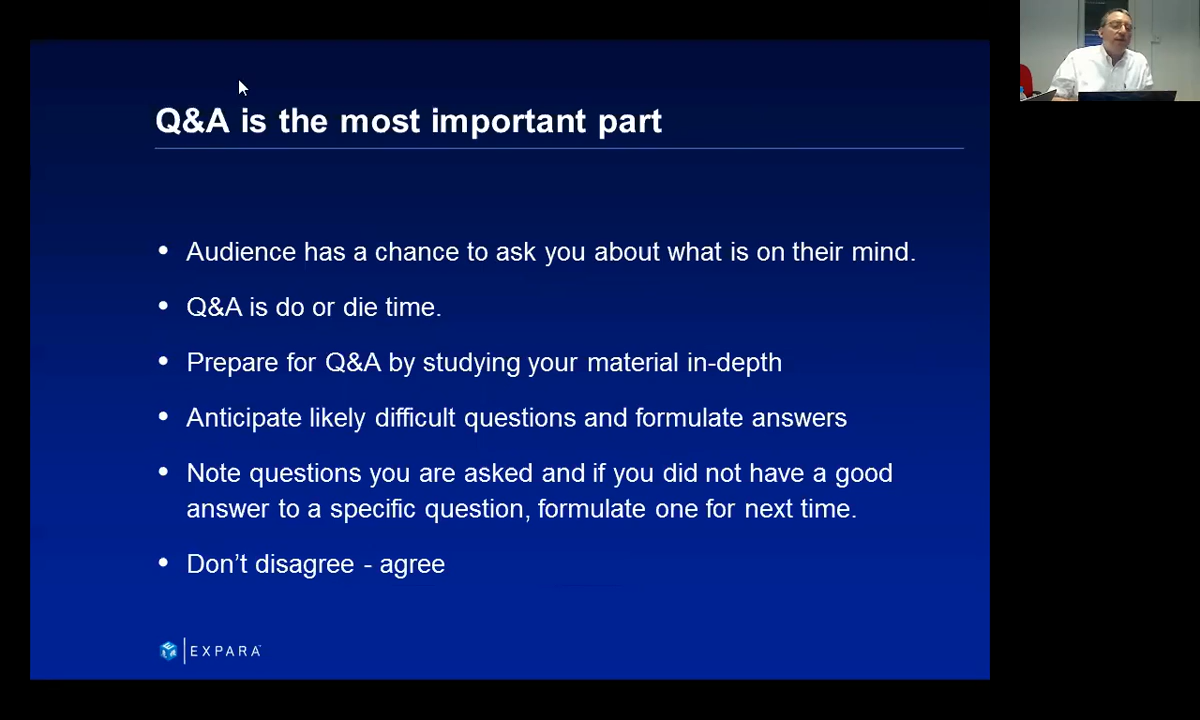 Q&A is the most important part
• Audience has a chance to ask you about what is on their mind.
• Q&A is do or die time.
• Prepare for Q&A by studying your material in-depth
• Anticipate likely difficult questions and formulate answers
• Note questions you are asked and if you did not have a good
answer to a specific question, formulate one for next time.
• Don’t disagree - agree
EXPARA